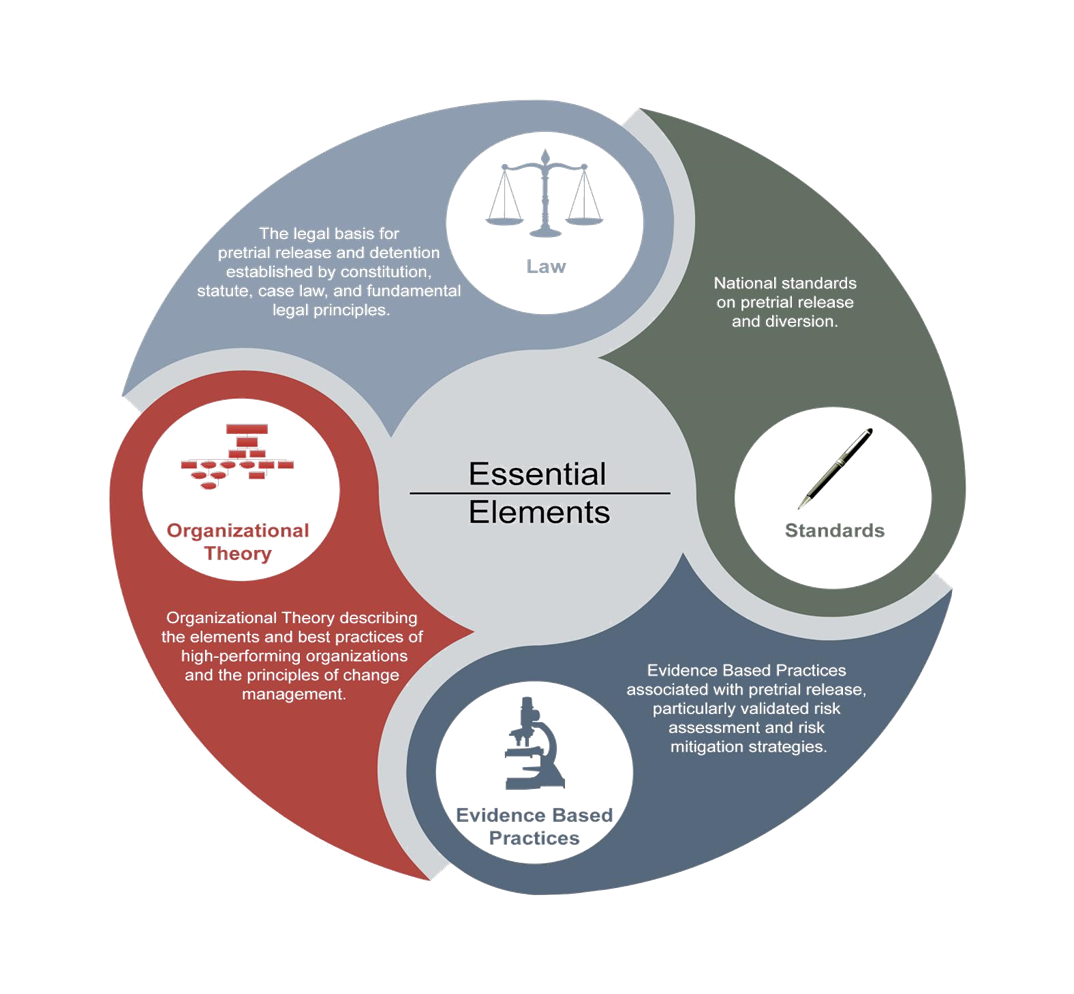 The legal basis for
pretrial release and detention
established by constitution,
statute, case law, and fundamental
legal principles.
Law
National standards
on pretrial release
and diversion.
Essential
Elements
Standards
Organizational
Theory
Organizational Theory describing
the elements and best practices of
high-performing organizations
and the principles of change
management.
Evidence Based Practices
associated with pretrial release,
particularly validated risk
assessment and risk
mitigation strategies.
Evidence Based
Practices